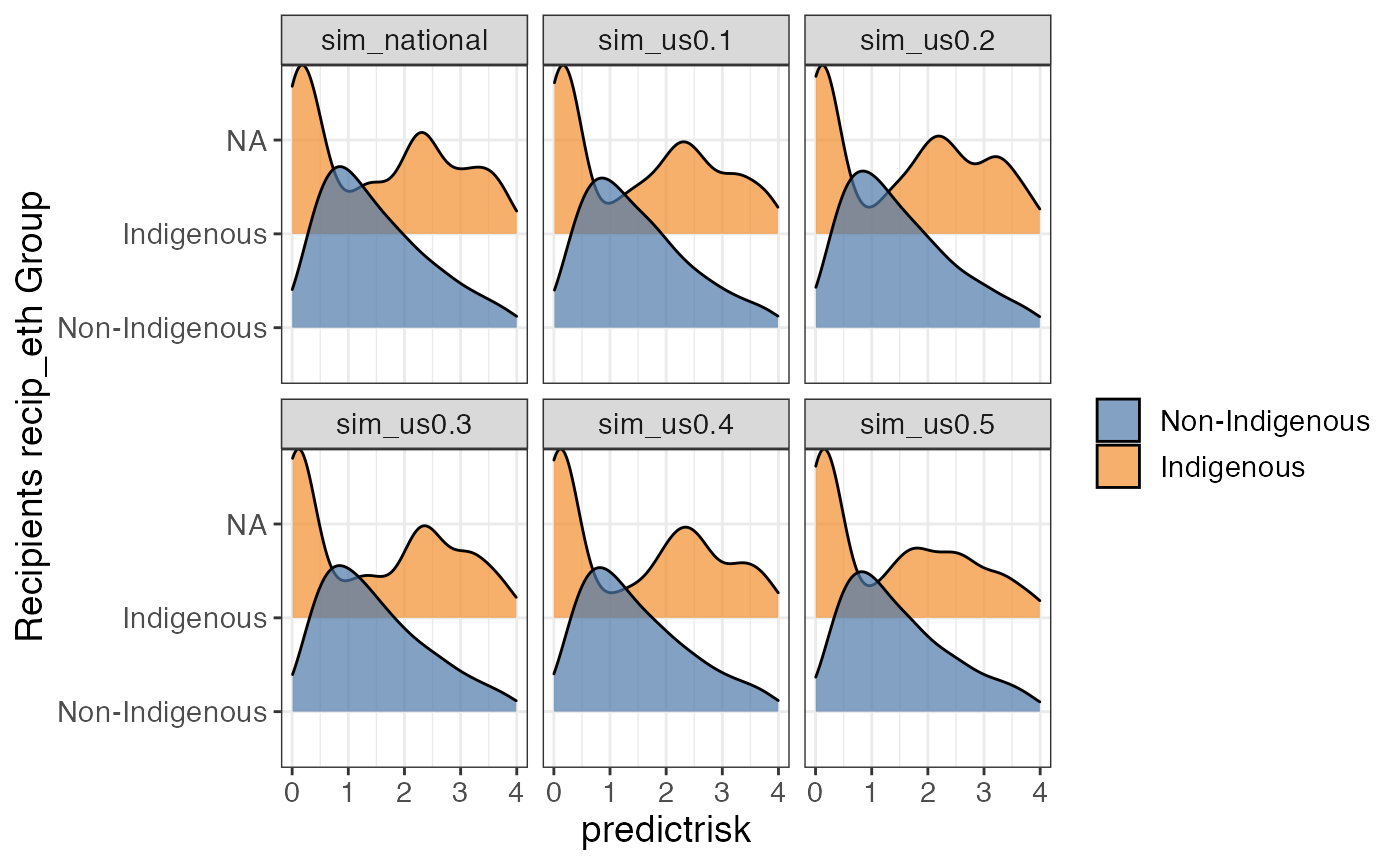 sim_national
sim_us0.1
sim_us0.2
NA
Indigenous
Non-Indigenous
Recipients recip_eth Group
sim_us0.3
sim_us0.4
sim_us0.5
NA
Indigenous
Non-Indigenous
0 1 2 3 4
0 1 2 3 4
0 1 2 3 4
predictrisk
Non-Indigenous
Indigenous